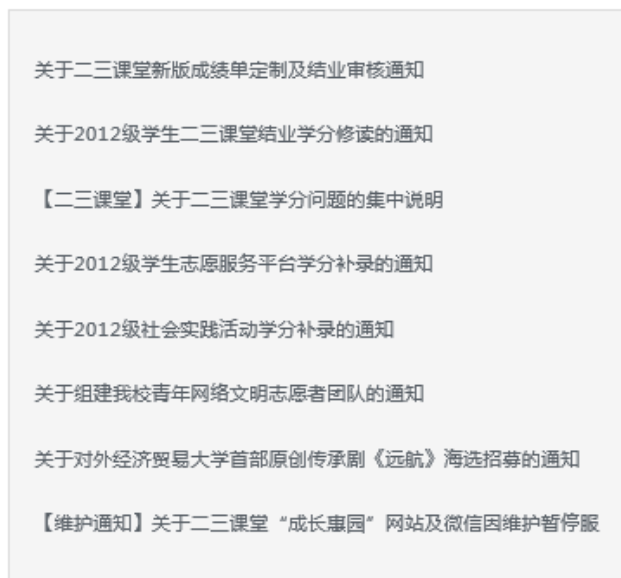 关于二三课堂新版成绩单定制及结业审核通知
关于2012级学生二三课堂结业学分修读的通知
【二三课堂】关于二三课堂学分问题的集中说明
关于2012级学生志愿服务平台学分补录的通知
关于2012级社会实践活动学分补录的通知
关于组建我校青年网络文明志愿者团队的通知
关于对外经济贸易大学首部原创传承剧《远航》海选招募的通知
【维护通知】关于二三课堂“成长惠园”网站及微信因维护暂停服